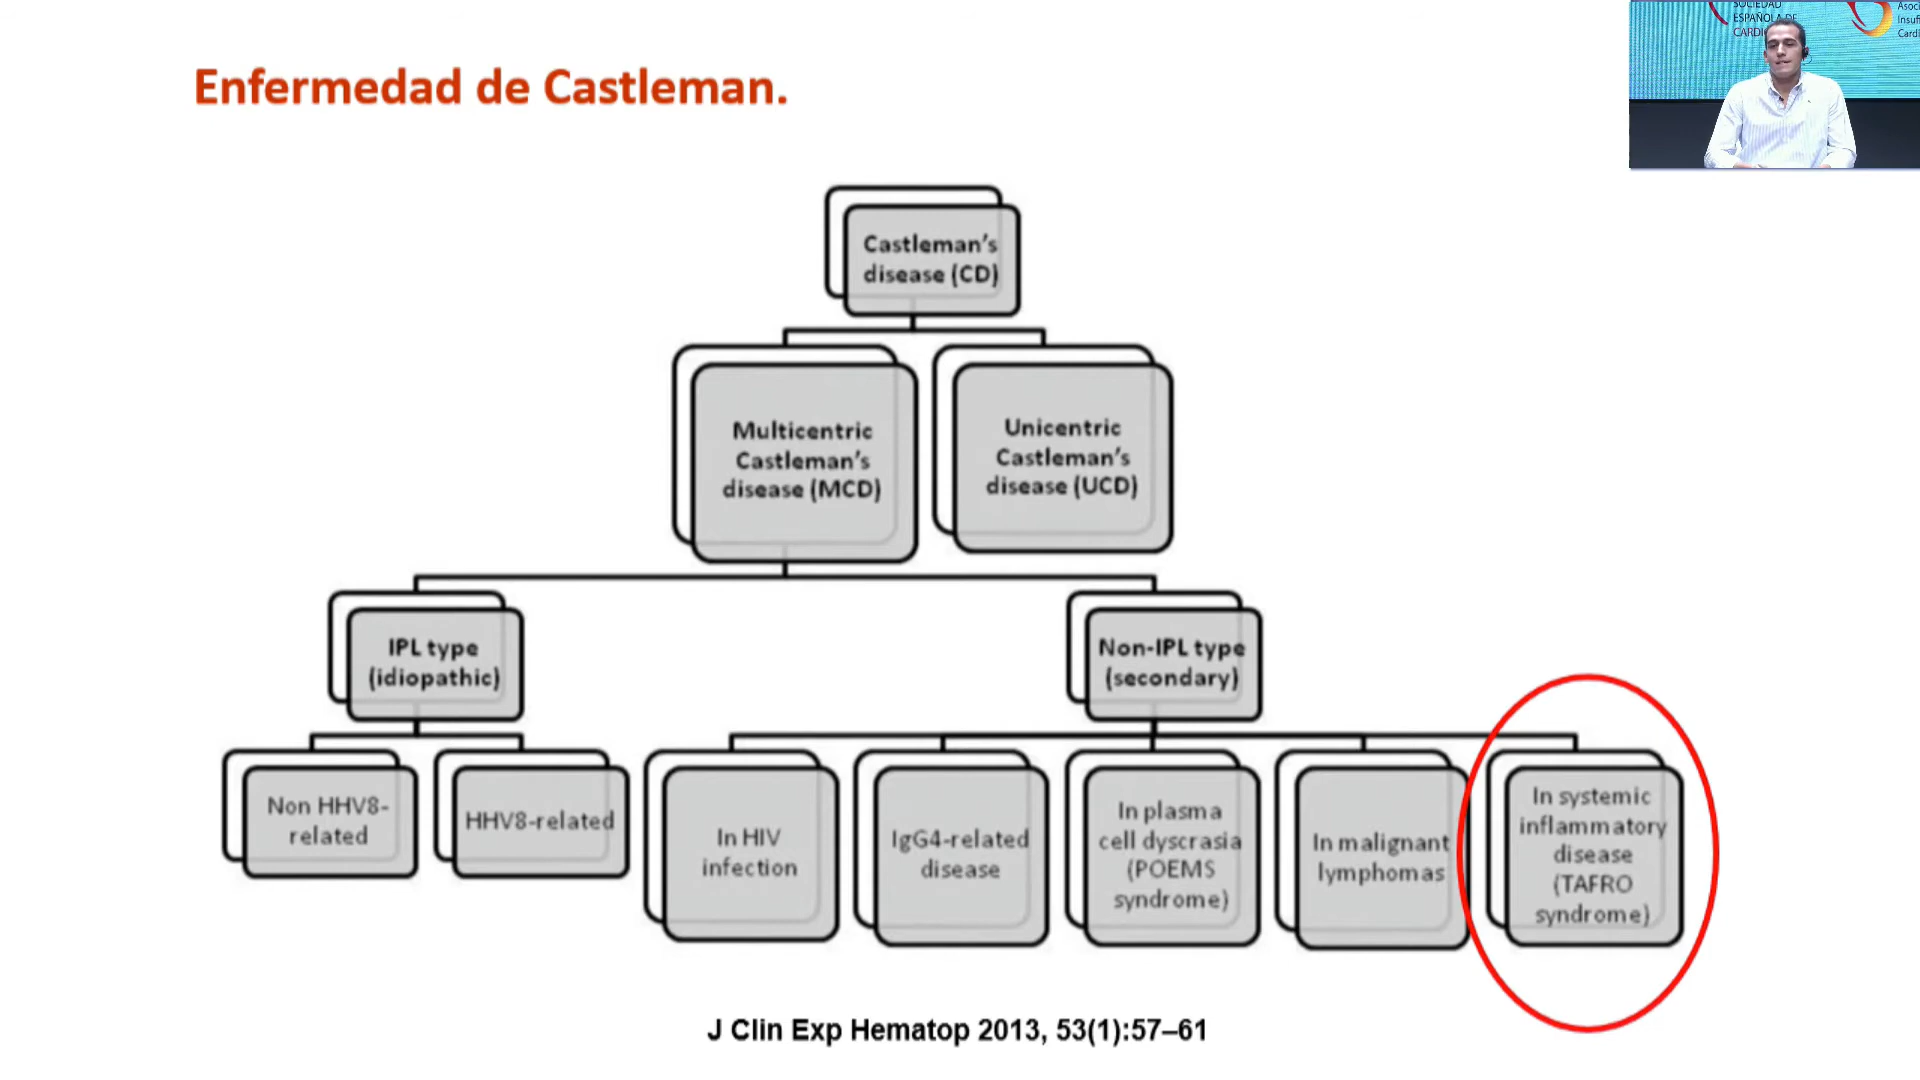 SOCIEDAD
ESPAÑOLA DE
Enfermedad de Castleman.
Castleman's
disease (CD)
Multicentric
Castleman's
disease (MCD)
Unicentric
Castleman's
disease (UCD)
IPL type
(idiopathic)
Non-IPL type
(secondary)
Non HHV8-
related
HHV8-related
In HIV
infection
IgG4-related
disease
In plasma
cell dyscrasia
(POEMS
syndrome)
In malignant
lymphomas
In systemic
inflammatory
disease
(TAFRO
syndrome)
J Clin Exp Hematop 2013, 53(1):57–61